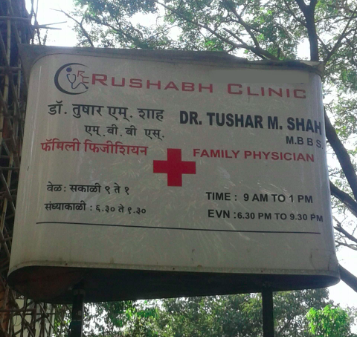 RUSHABH CLINIC
डॉ. तुषार एम्. शाह
एम्. बी. बी एस्.
DR. TUSHAR M. SHAH
M.B B S
फॅमिली फिजीशियन
FAMILY PHYSICIAN
वेळ: सकाळी ९ ते १
TIME : 9 AM TO 1 PM
संध्याकाळी : ६.३० ते ९.३०
EVN : 6.30 PM TO 9.30 PM